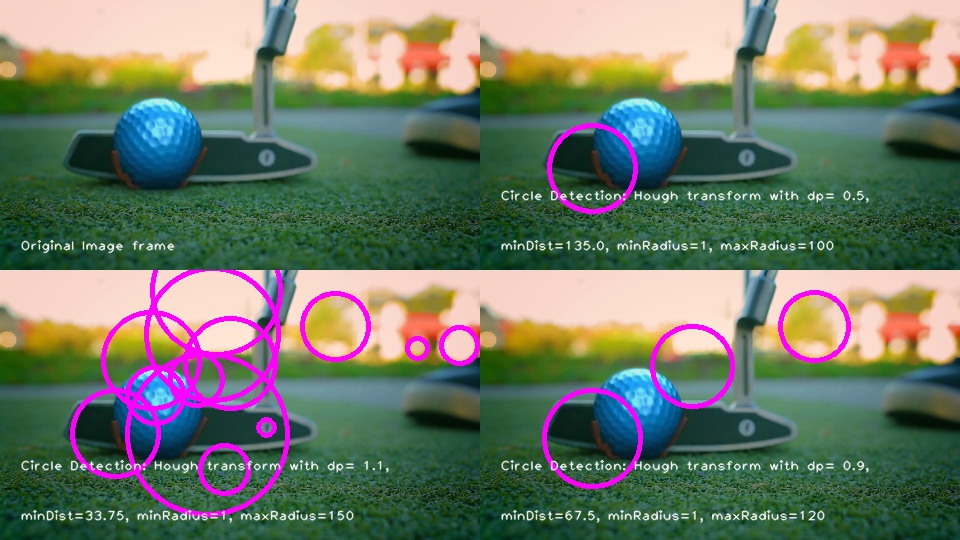 Original Image frame
Circle Detection: Hough transform with dp= 0.5,
minDist=135.0, minRadius=1, maxRadius=100
Circle Detection: Hough transform with dp= 1.1,
minDist=33.75, minRadius=1, maxRadius=150
Circle Detection: Hough transform with dp= 0.9,
minDist=67.5, minRadius=1, maxRadius=120